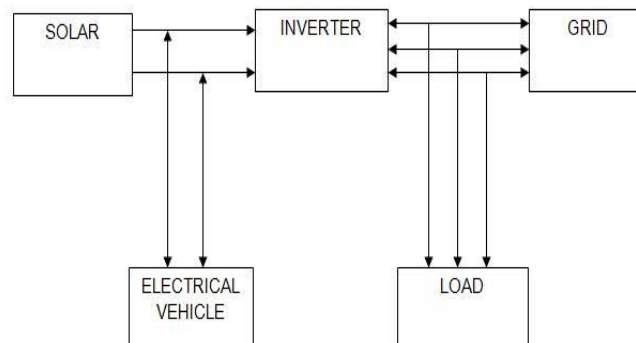 SOLAR
INVERTER
GRID
ELECTRICAL
VEHICLE
LOAD